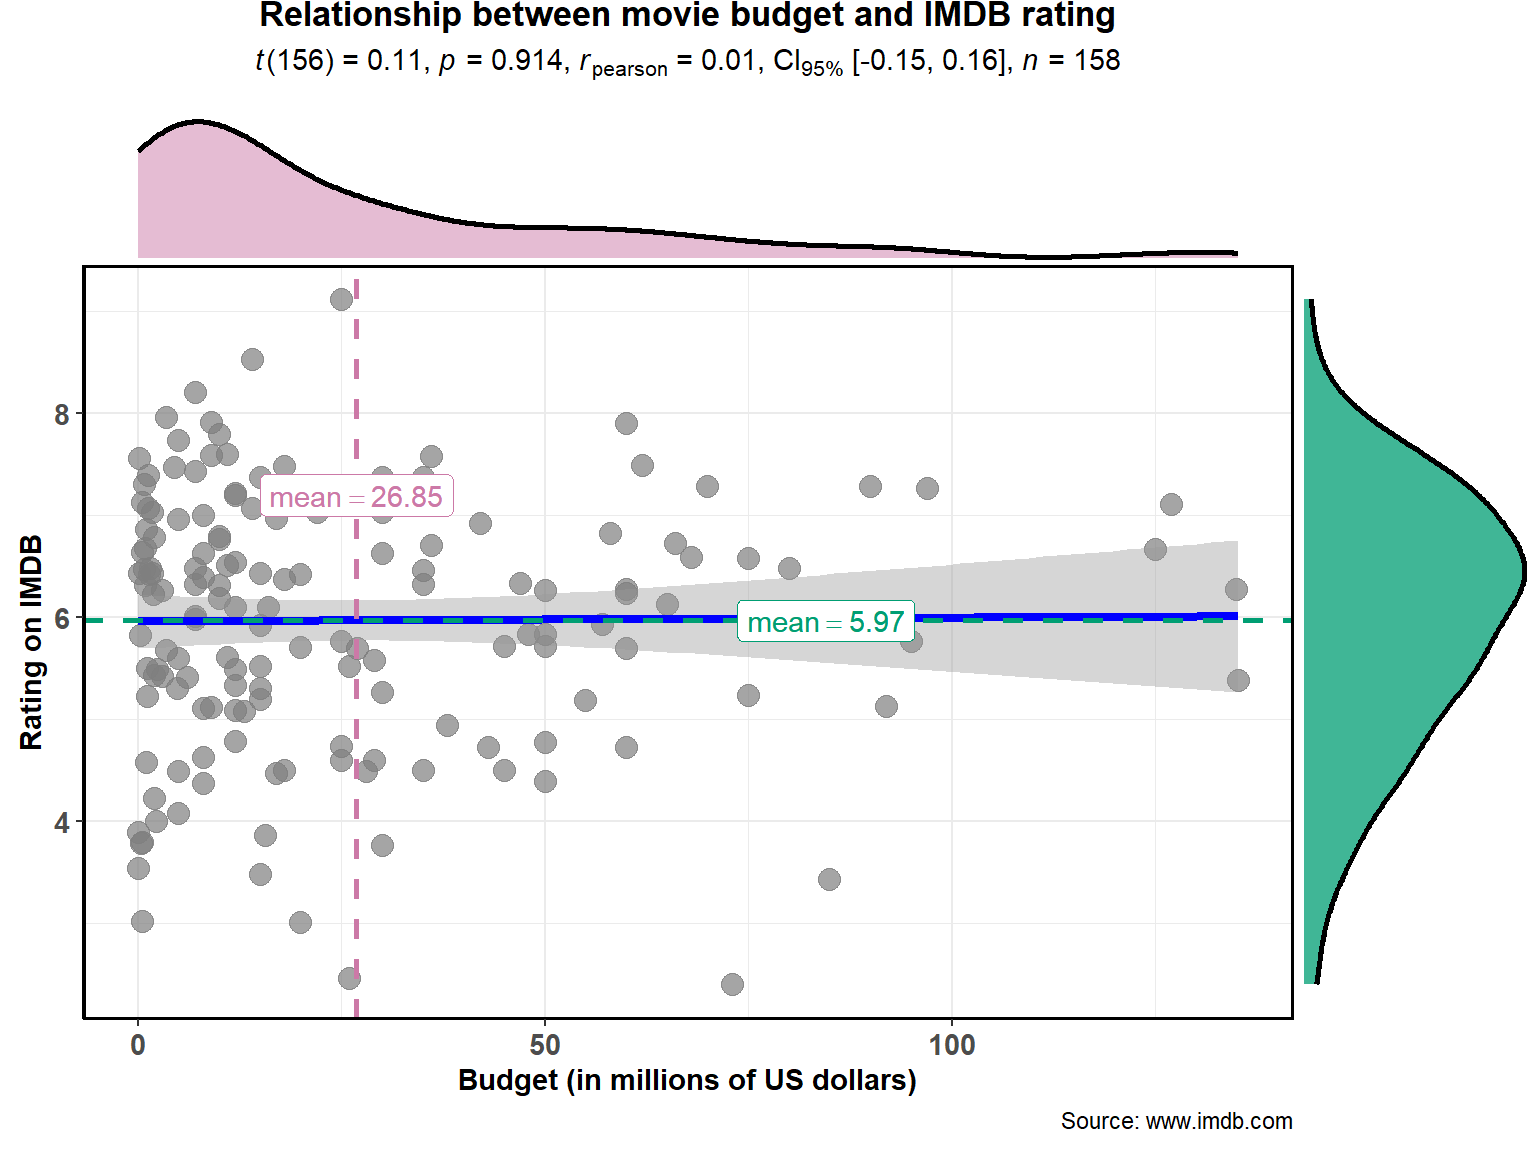 Relationship between movie budget and IMDB rating
t(156) = 0.11, p = 0.914, r pearson = 0.01, CI95% [-0.15, 0.16], n = 158
8
mean = 26.85
6
mean = 5.97
4
Rating on IMDB
0 50 100
Budget (in millions of US dollars)
Source: www.imdb.com